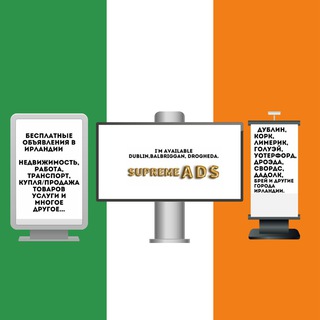 БЕСПЛАТНЫЕ
ОБЪЯВЛЕНИЯ В
ИРЛАНДИИ
НЕДВИЖИМОСТЬ,
РАБОТА,
ТРАНСПОРТ,
КУПЛЯ/ПРОДАЖА
ТОВАРОВ
УСЛУГИ И
МНОГОЕ
ДРУГОЕ...
I'M AVAILABLE
DUBLIN,BALBRIGGAN, DROGHEDA.
SUPREME ADS
ДУБЛИН,
КОРК,
ЛИМЕРИК,
ГОЛУЭЙ,
УОТЕРФОРД,
ДРОЭДА,
СВОРДС,
ДАДОЛК,
БРЕЙ И ДРУГИЕ
ГОРОДА
ИРЛАНДИИ.